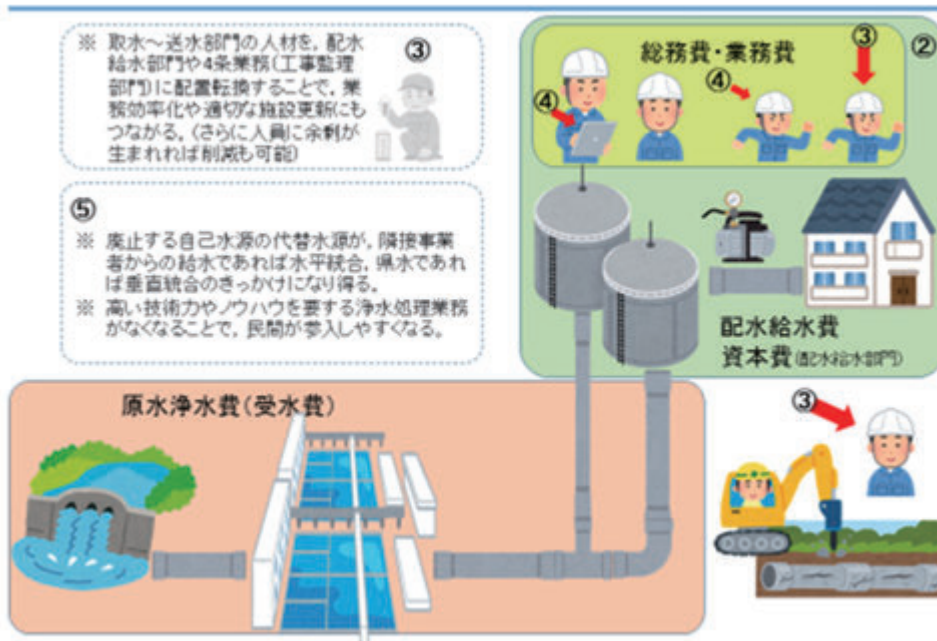 ※ 取水～送水部門の人材を，配水
給水部門や4条業務（工事監理
部門）に配置転換することで，業
務効率化や適切な施設更新にも
つながる。（さらに人員に余剰が
生まれれば削減も可能）
③
⑤
※ 廃止する自己水源の代替水源が，隣接事業
者からの給水であれば水平統合，県水であれ
ば垂直統合のきっかけになり得る。
※ 高い技術力やノウハウを要する浄水処理業務
がなくなることで，民間が参入しやすくなる。
総務費・業務費
③
②
④
④
配水給水費
資本費（配水給水部門）
原水浄水費（受水費）
③